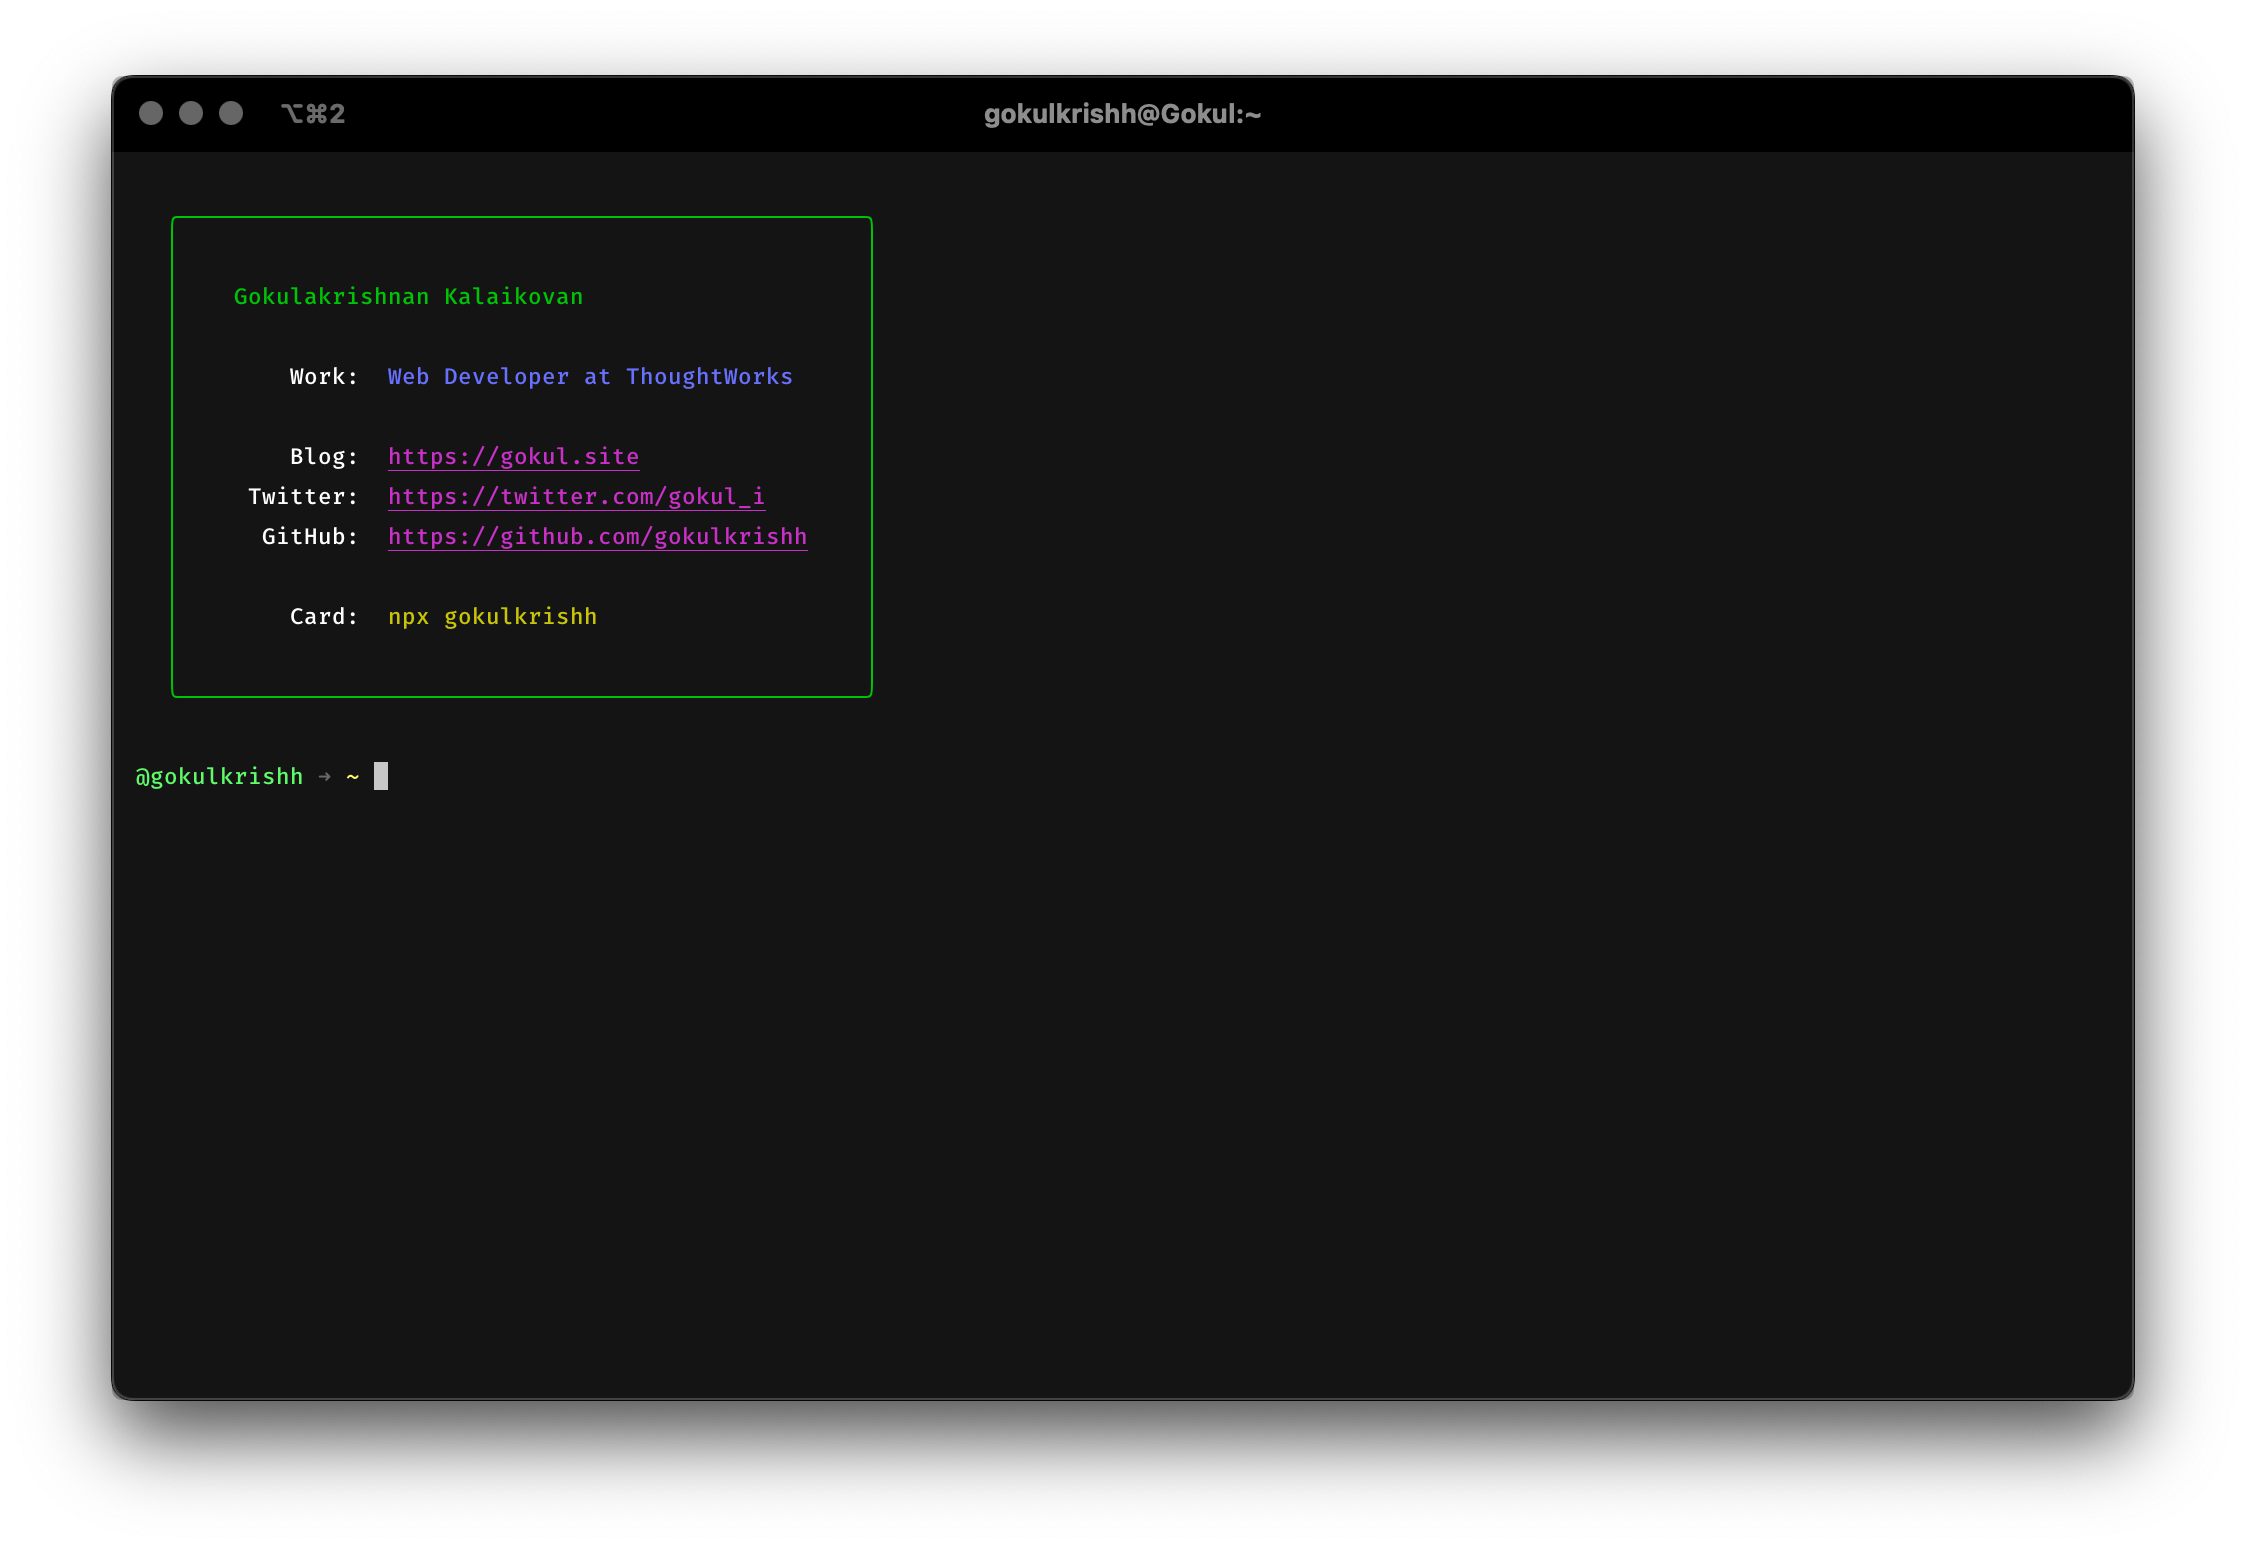 ⌥⌘2
gokulkrishh@Gokul:~
Gokulakrishnan Kalaikovan
Work: Web Developer at ThoughtWorks
Blog: https://gokul.site
Twitter: https://twitter.com/gokul_i
GitHub: https://github.com/gokulkrishh
Card: npx gokulkrishh
@gokulkrishh ➜ ~